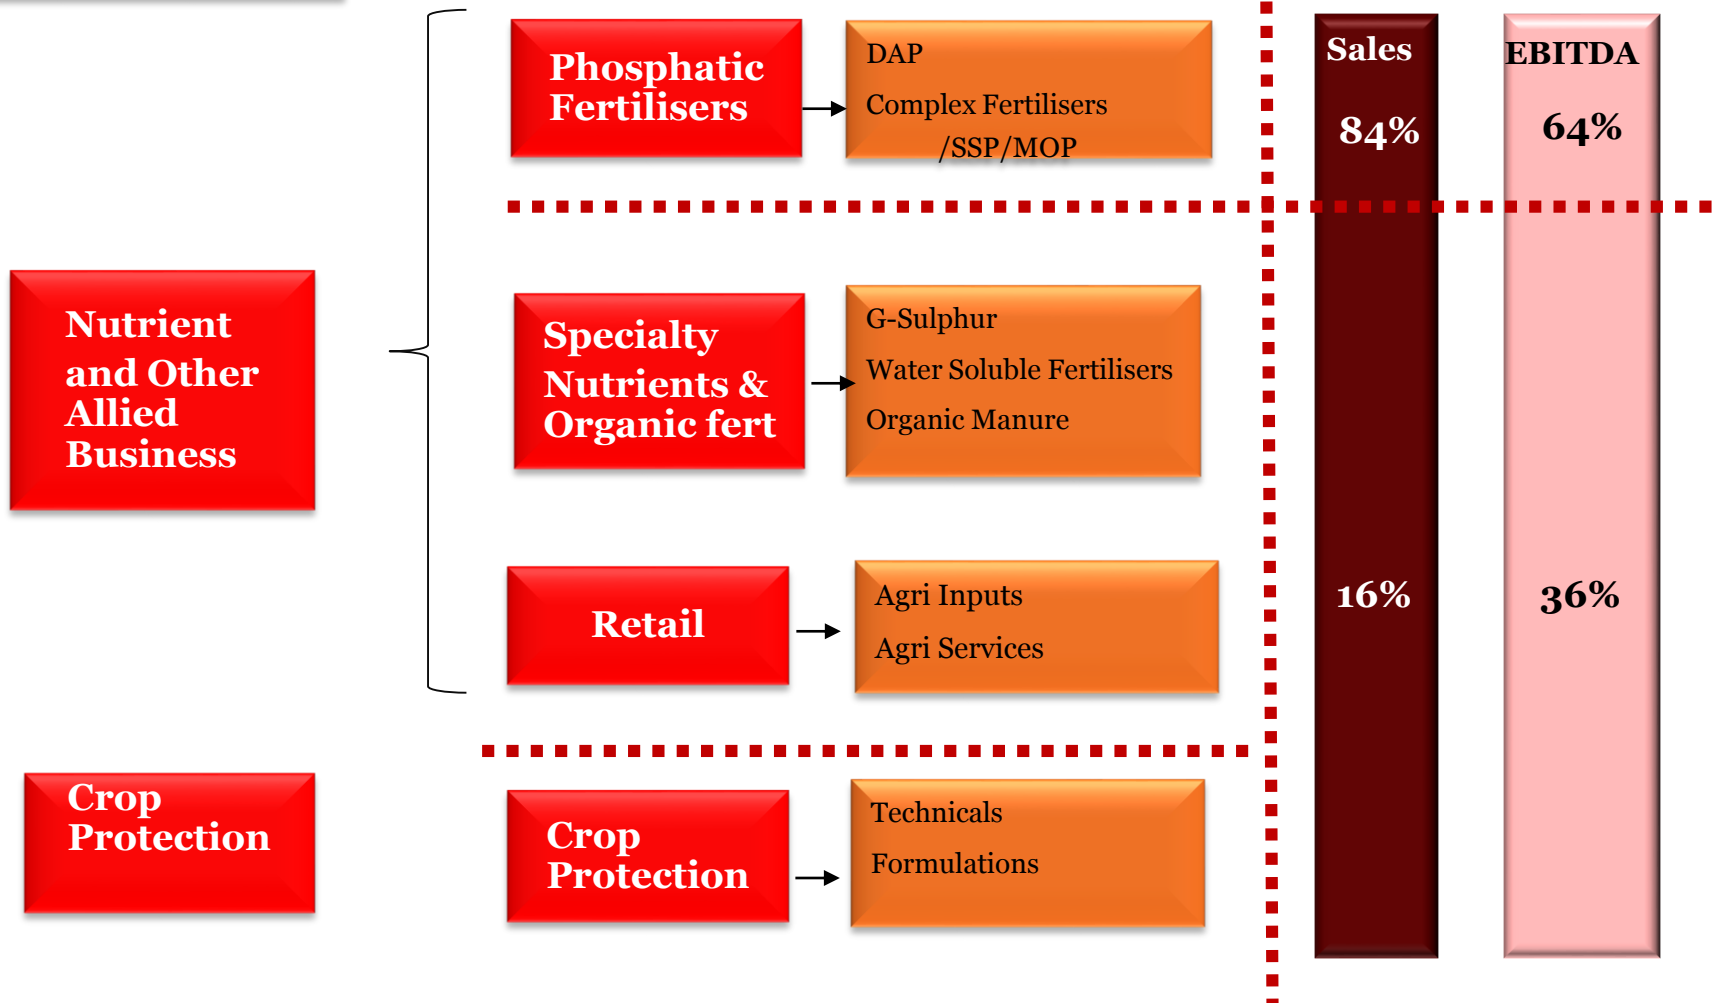 Phosphatic
Fertilisers
DAP
Complex Fertilisers
/SSP/MOP
Sales
EBITDA
84%
64%
Nutrient
and Other
Allied
Business
Specialty
Nutrients &
Organic fert
G-Sulphur
Water Soluble Fertilisers
Organic Manure
Retail
Agri Inputs
Agri Services
16%
36%
Crop
Protection
Crop
Protection
Technicals
Formulations